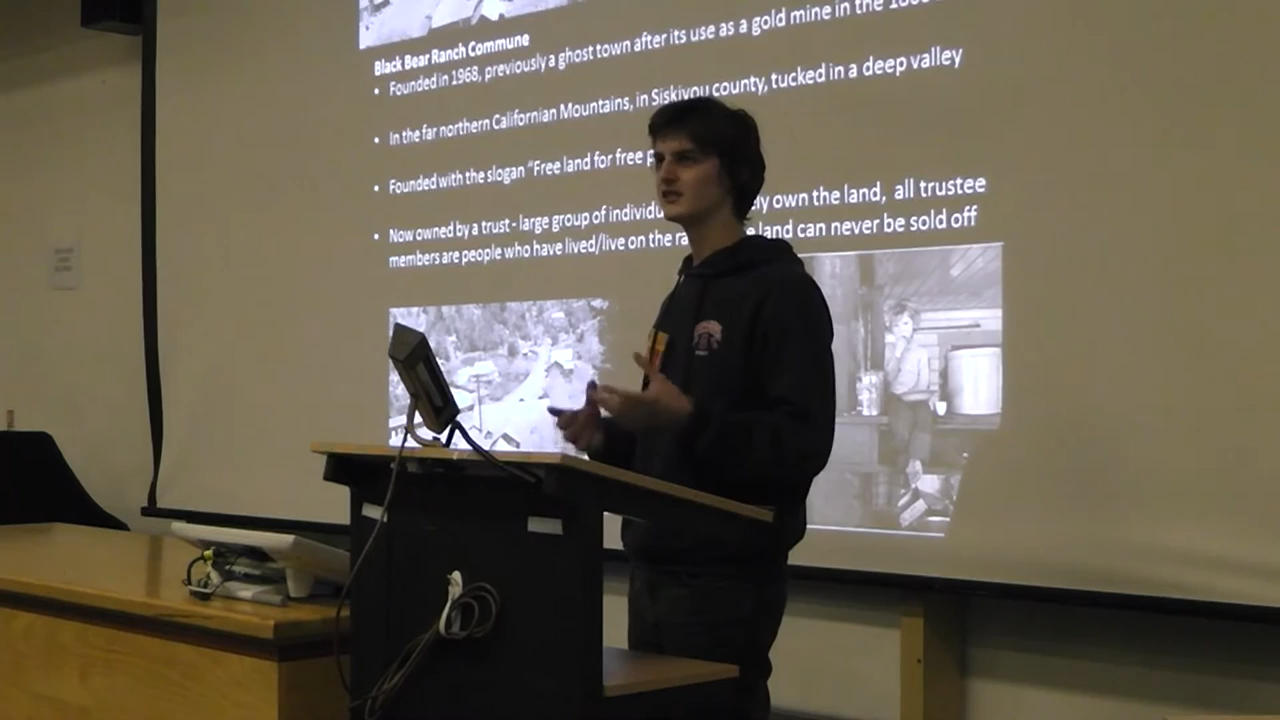 Black Bear Ranch Commune
• Founded in 1968, previously a ghost town after its use as a gold mine in the
• In the far northern Californian Mountains, in Siskiyou county, tucked in a deep valley
• Founded with the slogan “Free land for free
• Now owned by a trust - large group of own the land, all trustee
members are people who have lived/live on the land can never be sold off